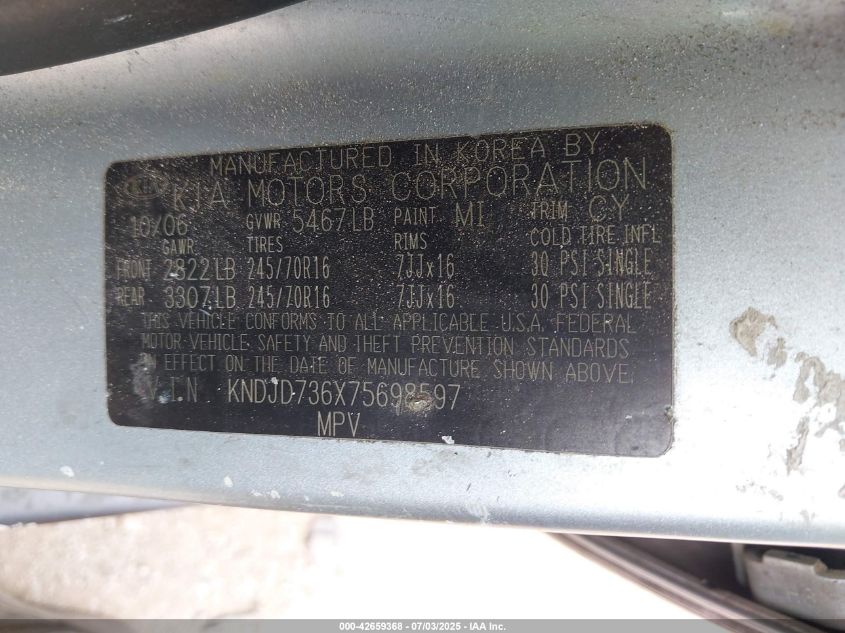 MANUFACTURED IN KOREA BY
KIA KIA MOTORS CORPORATION
10/06 GVWR 5467LB PAINT MI TRIM CY
GAWR TIRES RIMS COLD TIRE INFL
FRONT 2822LB 245/70R16 7JJx16 30 PSI SINGLE
REAR 3307LB 245/70R16 7JJx16 30 PSI SINGLE
THIS VEHICLE CONFORMS TO ALL APPLICABLE U.S.A. FEDERAL
MOTOR VEHICLE SAFETY AND THEFT PREVENTION STANDARDS
IN EFFECT ON THE DATE OF MANUFACTURE SHOWN ABOVE.
V.I.N KNDJD736X75698597
MPV
000-42659368 - 07/03/2025 - IAA Inc.